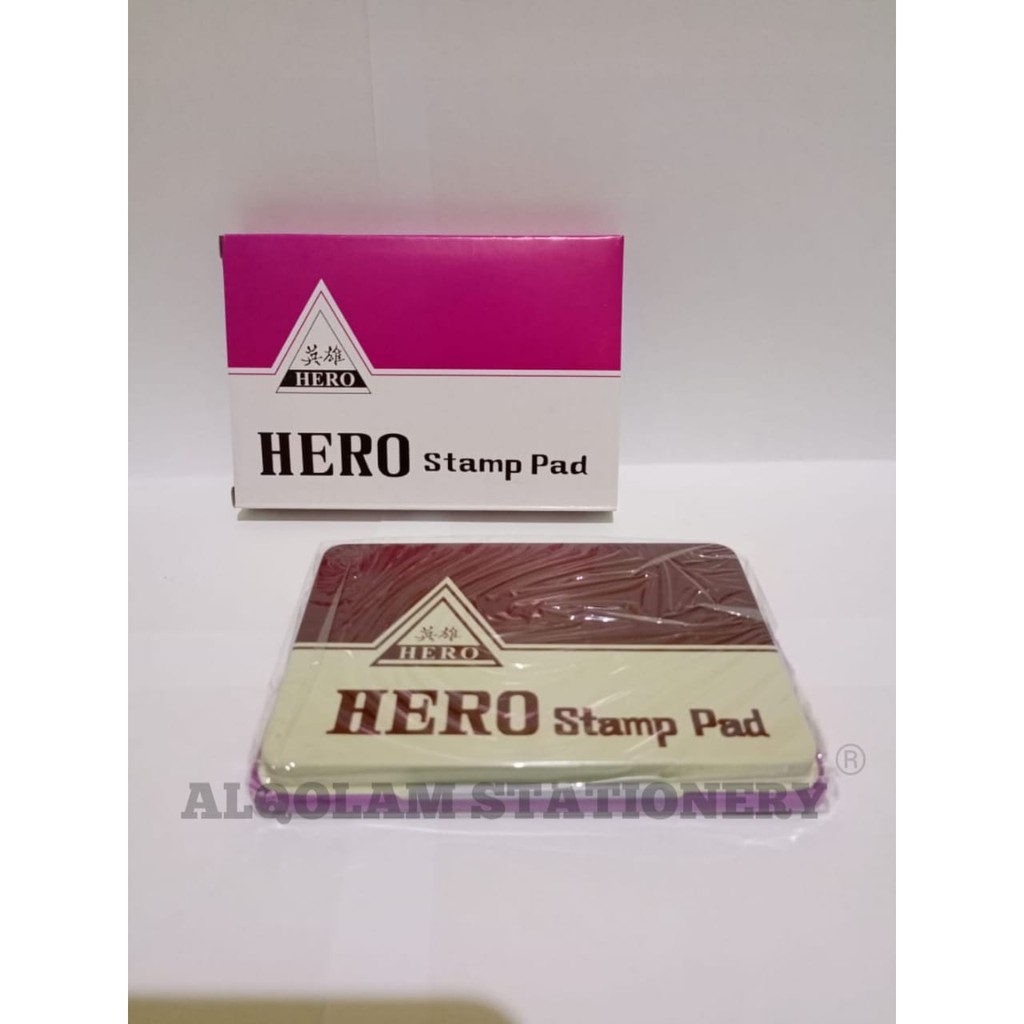 英雄
HERO
HERO Stamp Pad
英雄
HERO
HERO Stamp Pad
ALQOLAM STATIONERY ®